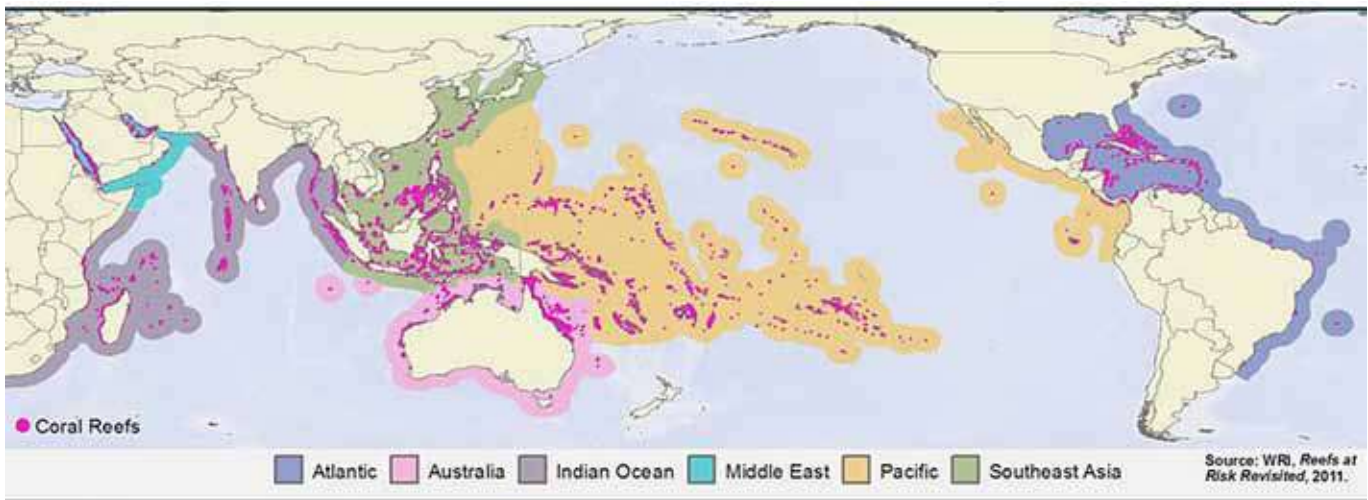 Coral Reefs
Atlantic
Australia
Indian Ocean
Middle East
Pacific
Southeast Asia
Source: WRI, Reefs at
Risk Revisited, 2011.